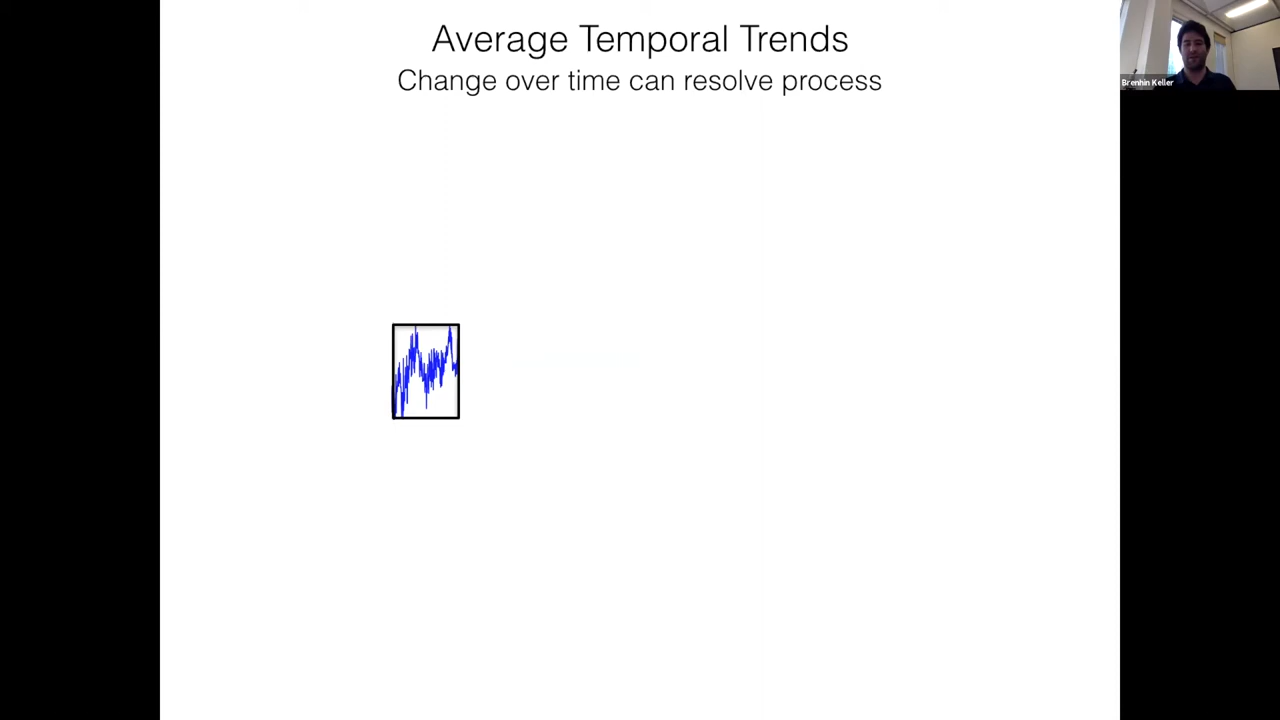 Average Temporal Trends
Change over time can resolve process
Brenhin Keller